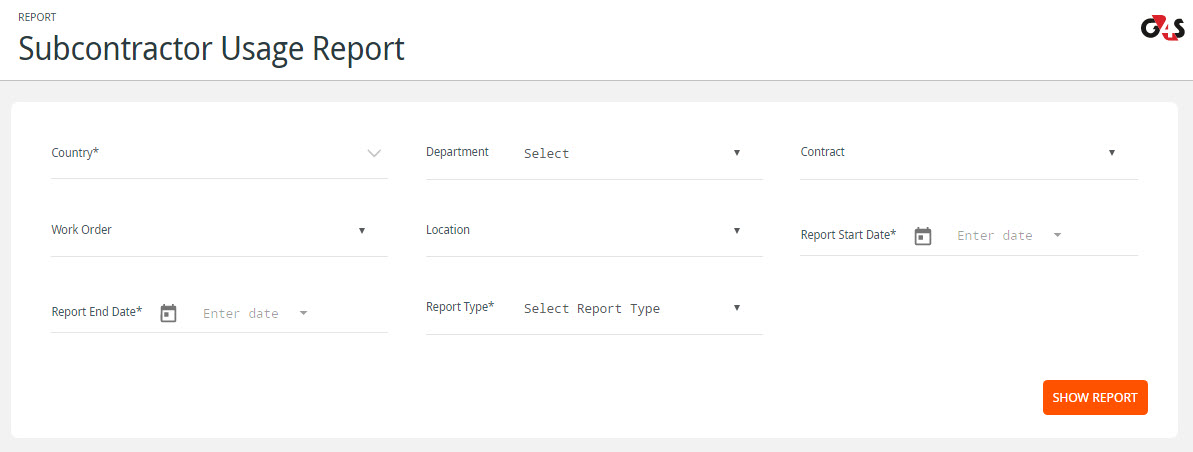 REPORT
Subcontractor Usage Report
G4S
Country*
Department Select
Contract
Work Order
Location
Report Start Date* Enter date
Report End Date* Enter date
Report Type* Select Report Type
SHOW REPORT